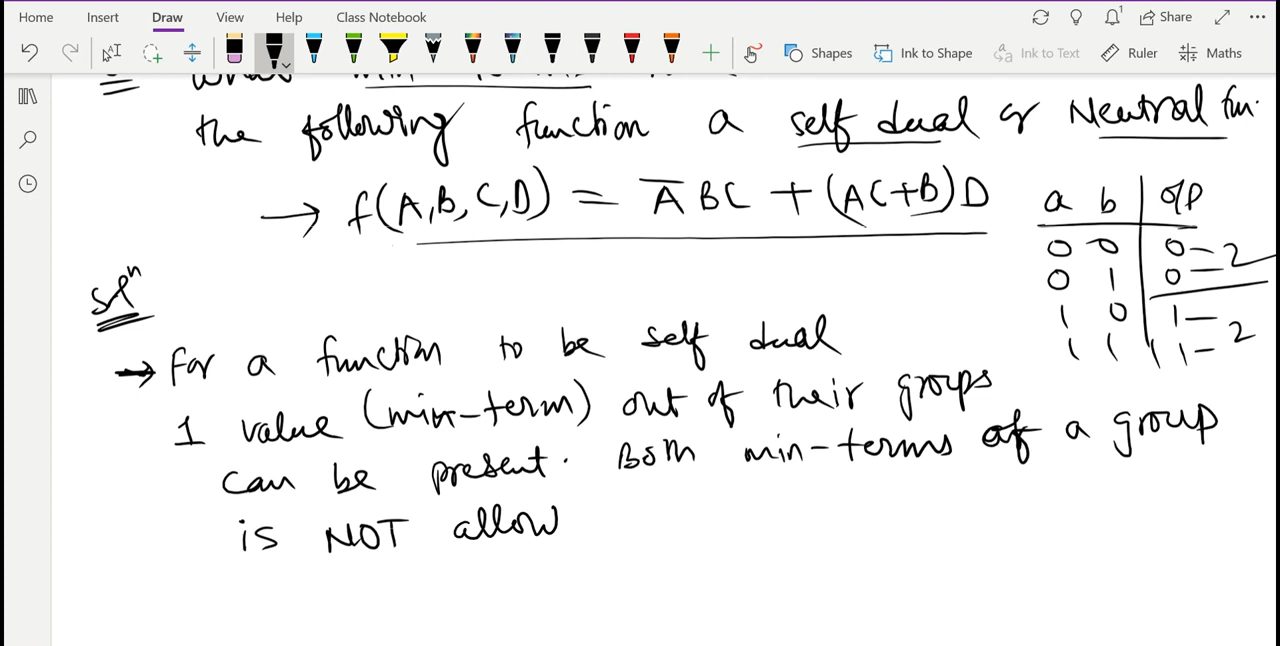 Home Insert Draw View Help Class Notebook
1 Share
Shapes Ink to Shape Ink to Text Ruler Maths
the following function a self dual or Neutral fun.
→ f(A,B,C,D) = A̅BC + (AC+B)D
a b | o/p
0 0 | 0 – 2
0 1 | 0 –
1 0 | 1 –
1 1 | 1 – 2
Solⁿ
→ For a function to be self dual
1 value (min-term) out of their groups
can be present. Both min-terms of a group
is NOT allow